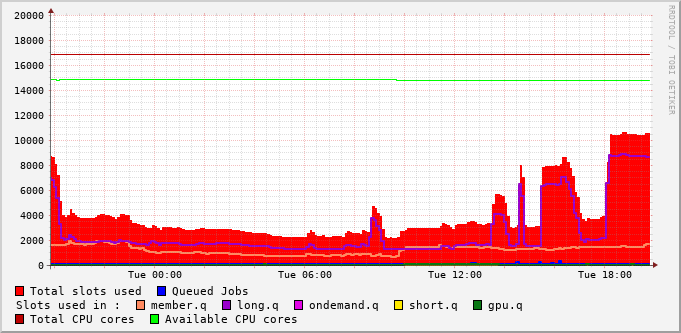 RRDTOOL / TOBI OETIKER
20000
18000
16000
14000
12000
10000
8000
6000
4000
2000
0
Tue 00:00 Tue 06:00 Tue 12:00 Tue 18:00
Total slots used Queued Jobs
Slots used in : member.q long.q ondemand.q short.q gpu.q
Total CPU cores Available CPU cores